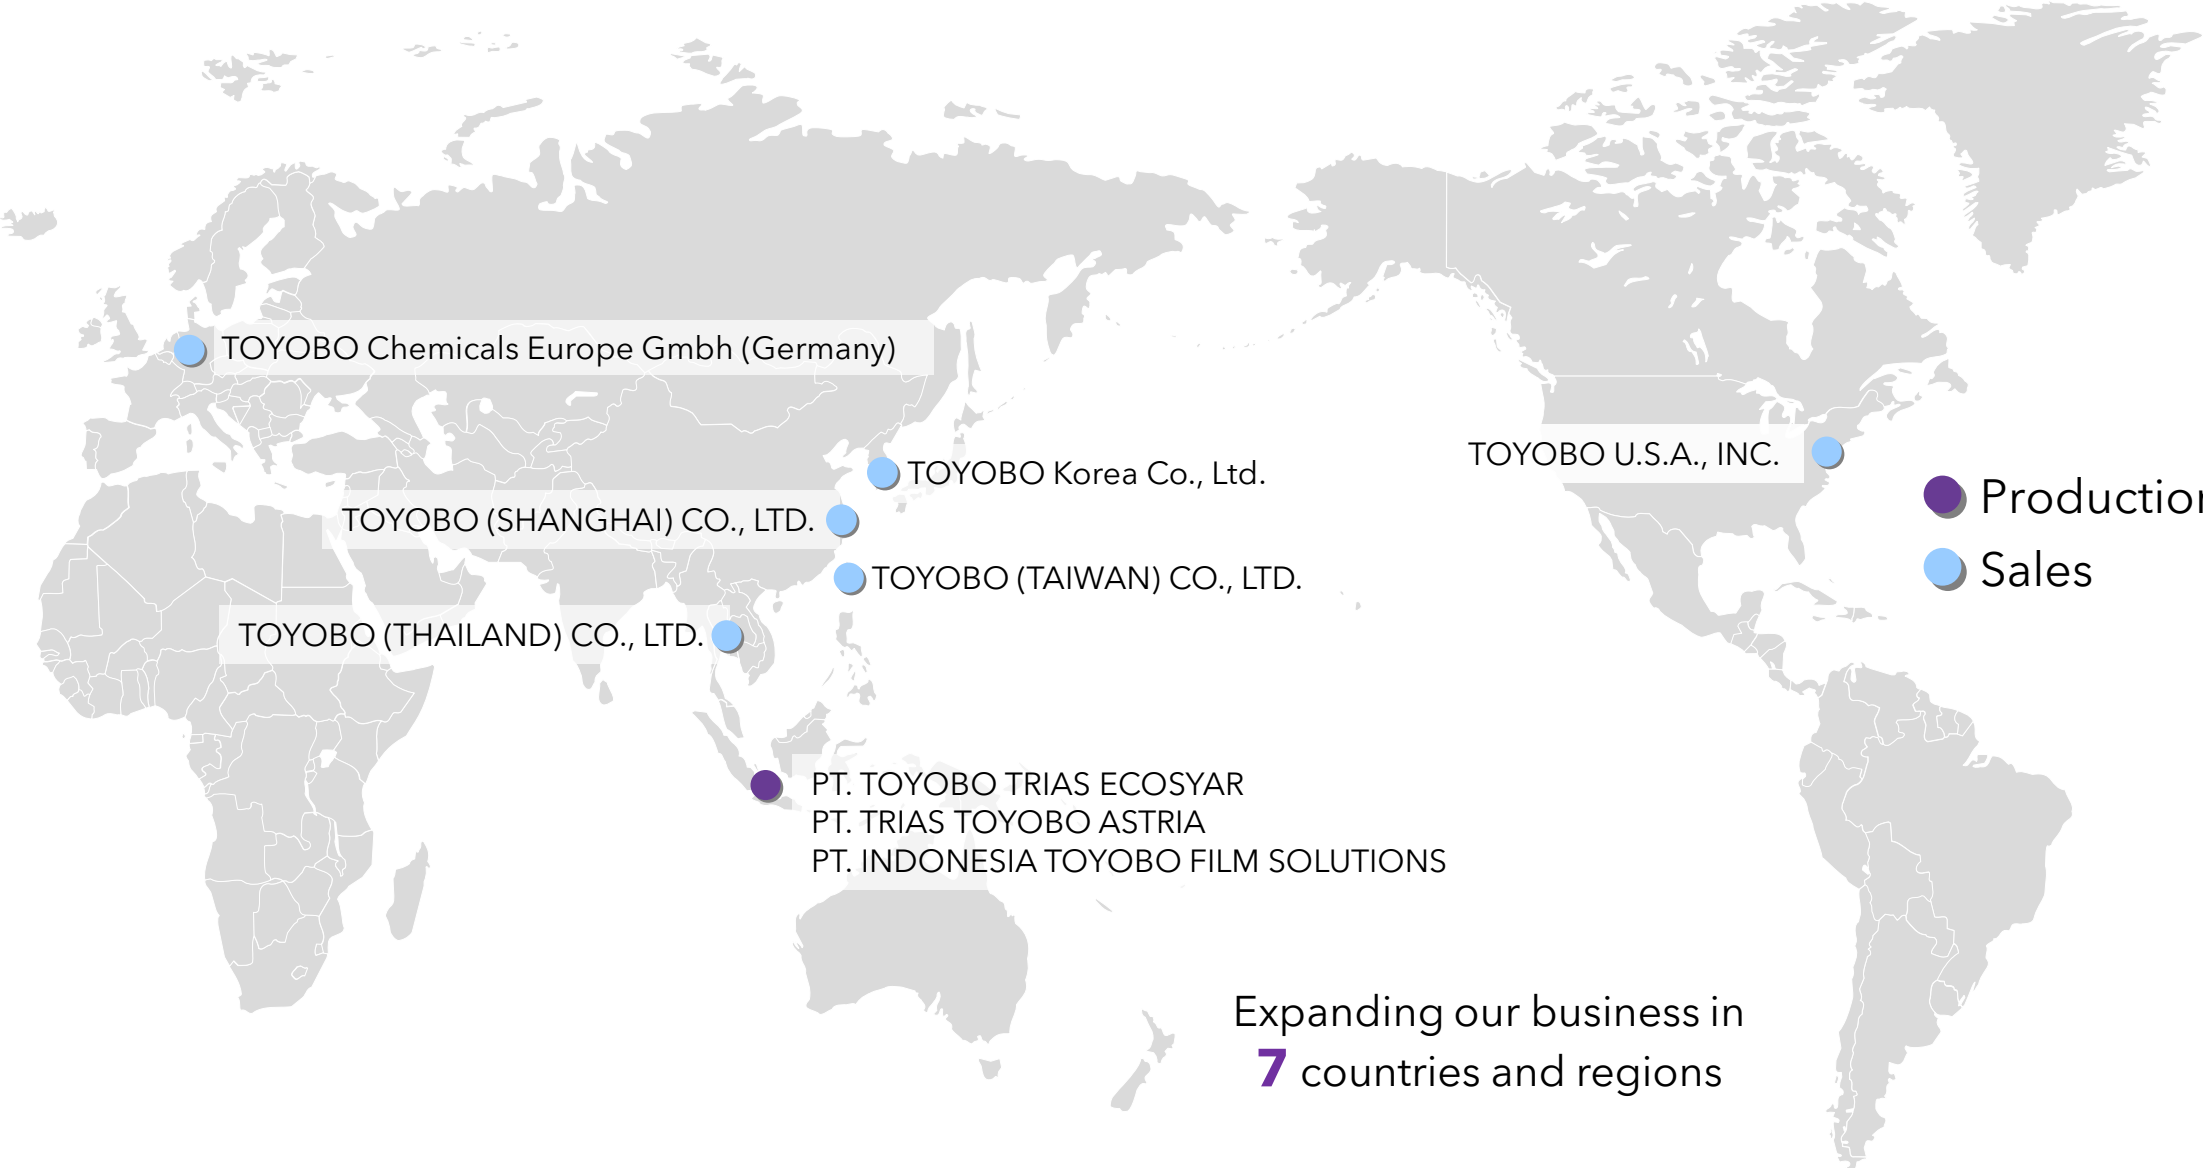 TOYOBO Chemicals Europe Gmbh (Germany)
TOYOBO Korea Co., Ltd.
TOYOBO U.S.A., INC.
TOYOBO (SHANGHAI) CO., LTD.
TOYOBO (TAIWAN) CO., LTD.
TOYOBO (THAILAND) CO., LTD.
PT. TOYOBO TRIAS ECOSYAR
PT. TRIAS TOYOBO ASTRIA
PT. INDONESIA TOYOBO FILM SOLUTIONS
Production
Sales
Expanding our business in
7 countries and regions